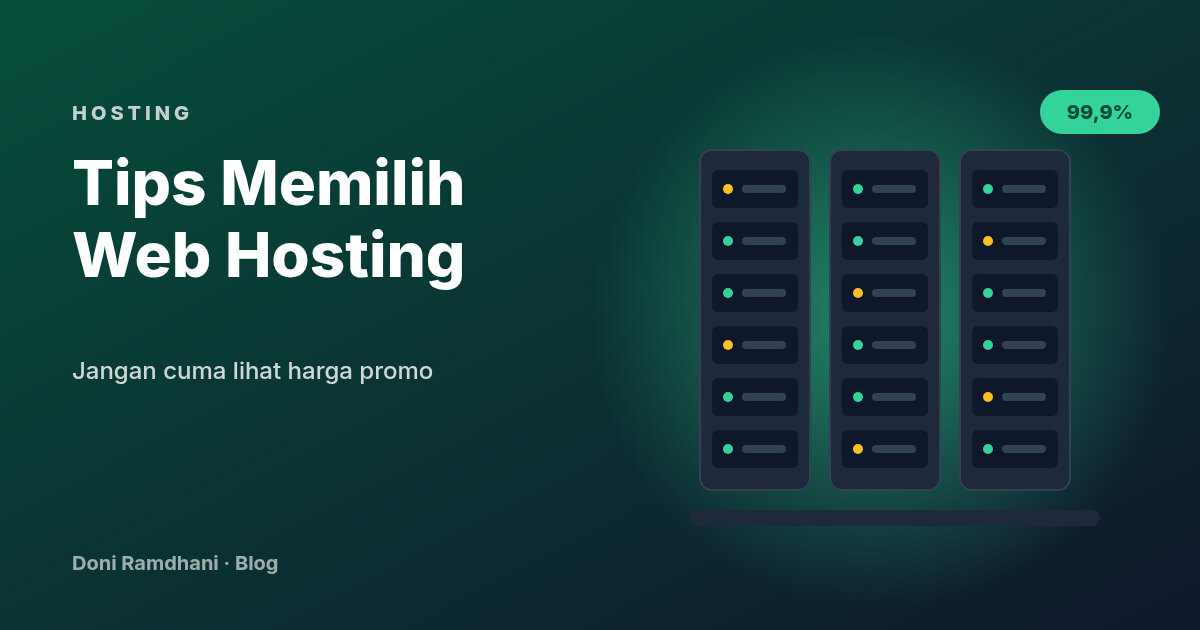 HOSTING
Tips Memilih
Web Hosting
Jangan cuma lihat harga promo
Doni Ramdhani · Blog
99,9%